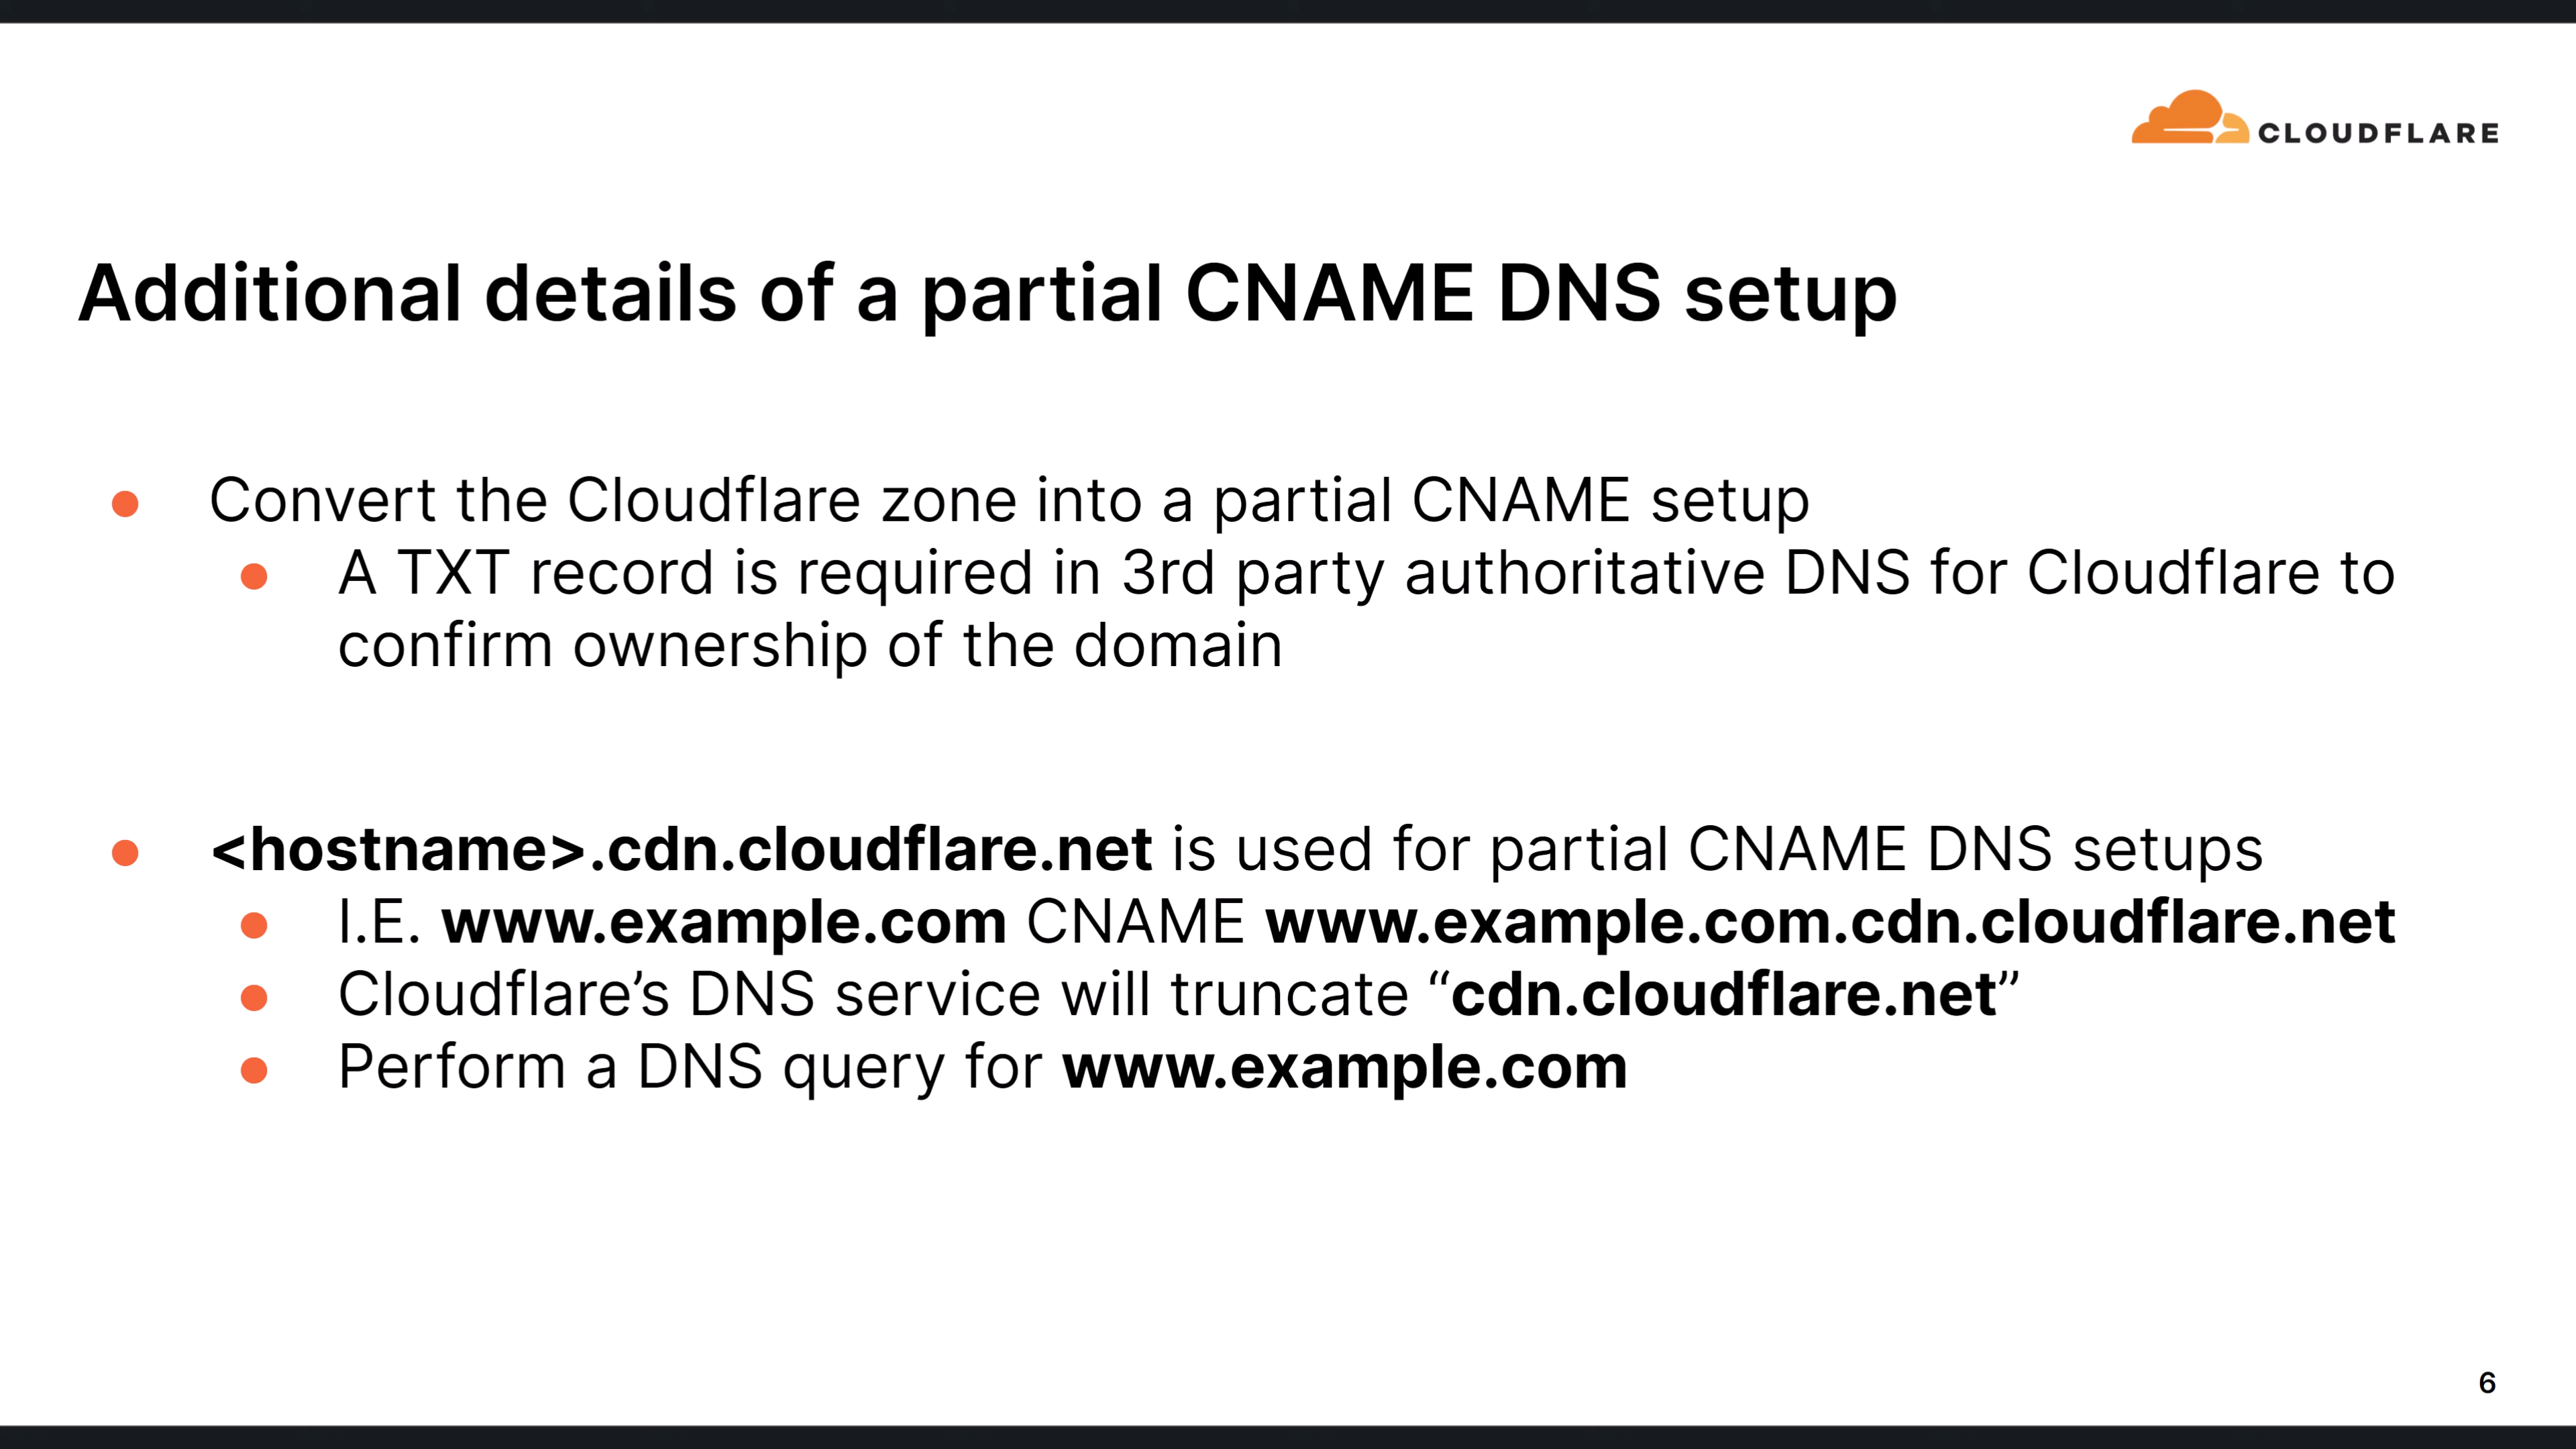 CLOUDFLARE
Additional details of a partial CNAME DNS setup
● Convert the Cloudflare zone into a partial CNAME setup
● A TXT record is required in 3rd party authoritative DNS for Cloudflare to
confirm ownership of the domain
● <hostname>.cdn.cloudflare.net is used for partial CNAME DNS setups
● I.E. www.example.com CNAME www.example.com.cdn.cloudflare.net
● Cloudflare’s DNS service will truncate “cdn.cloudflare.net”
● Perform a DNS query for www.example.com
6